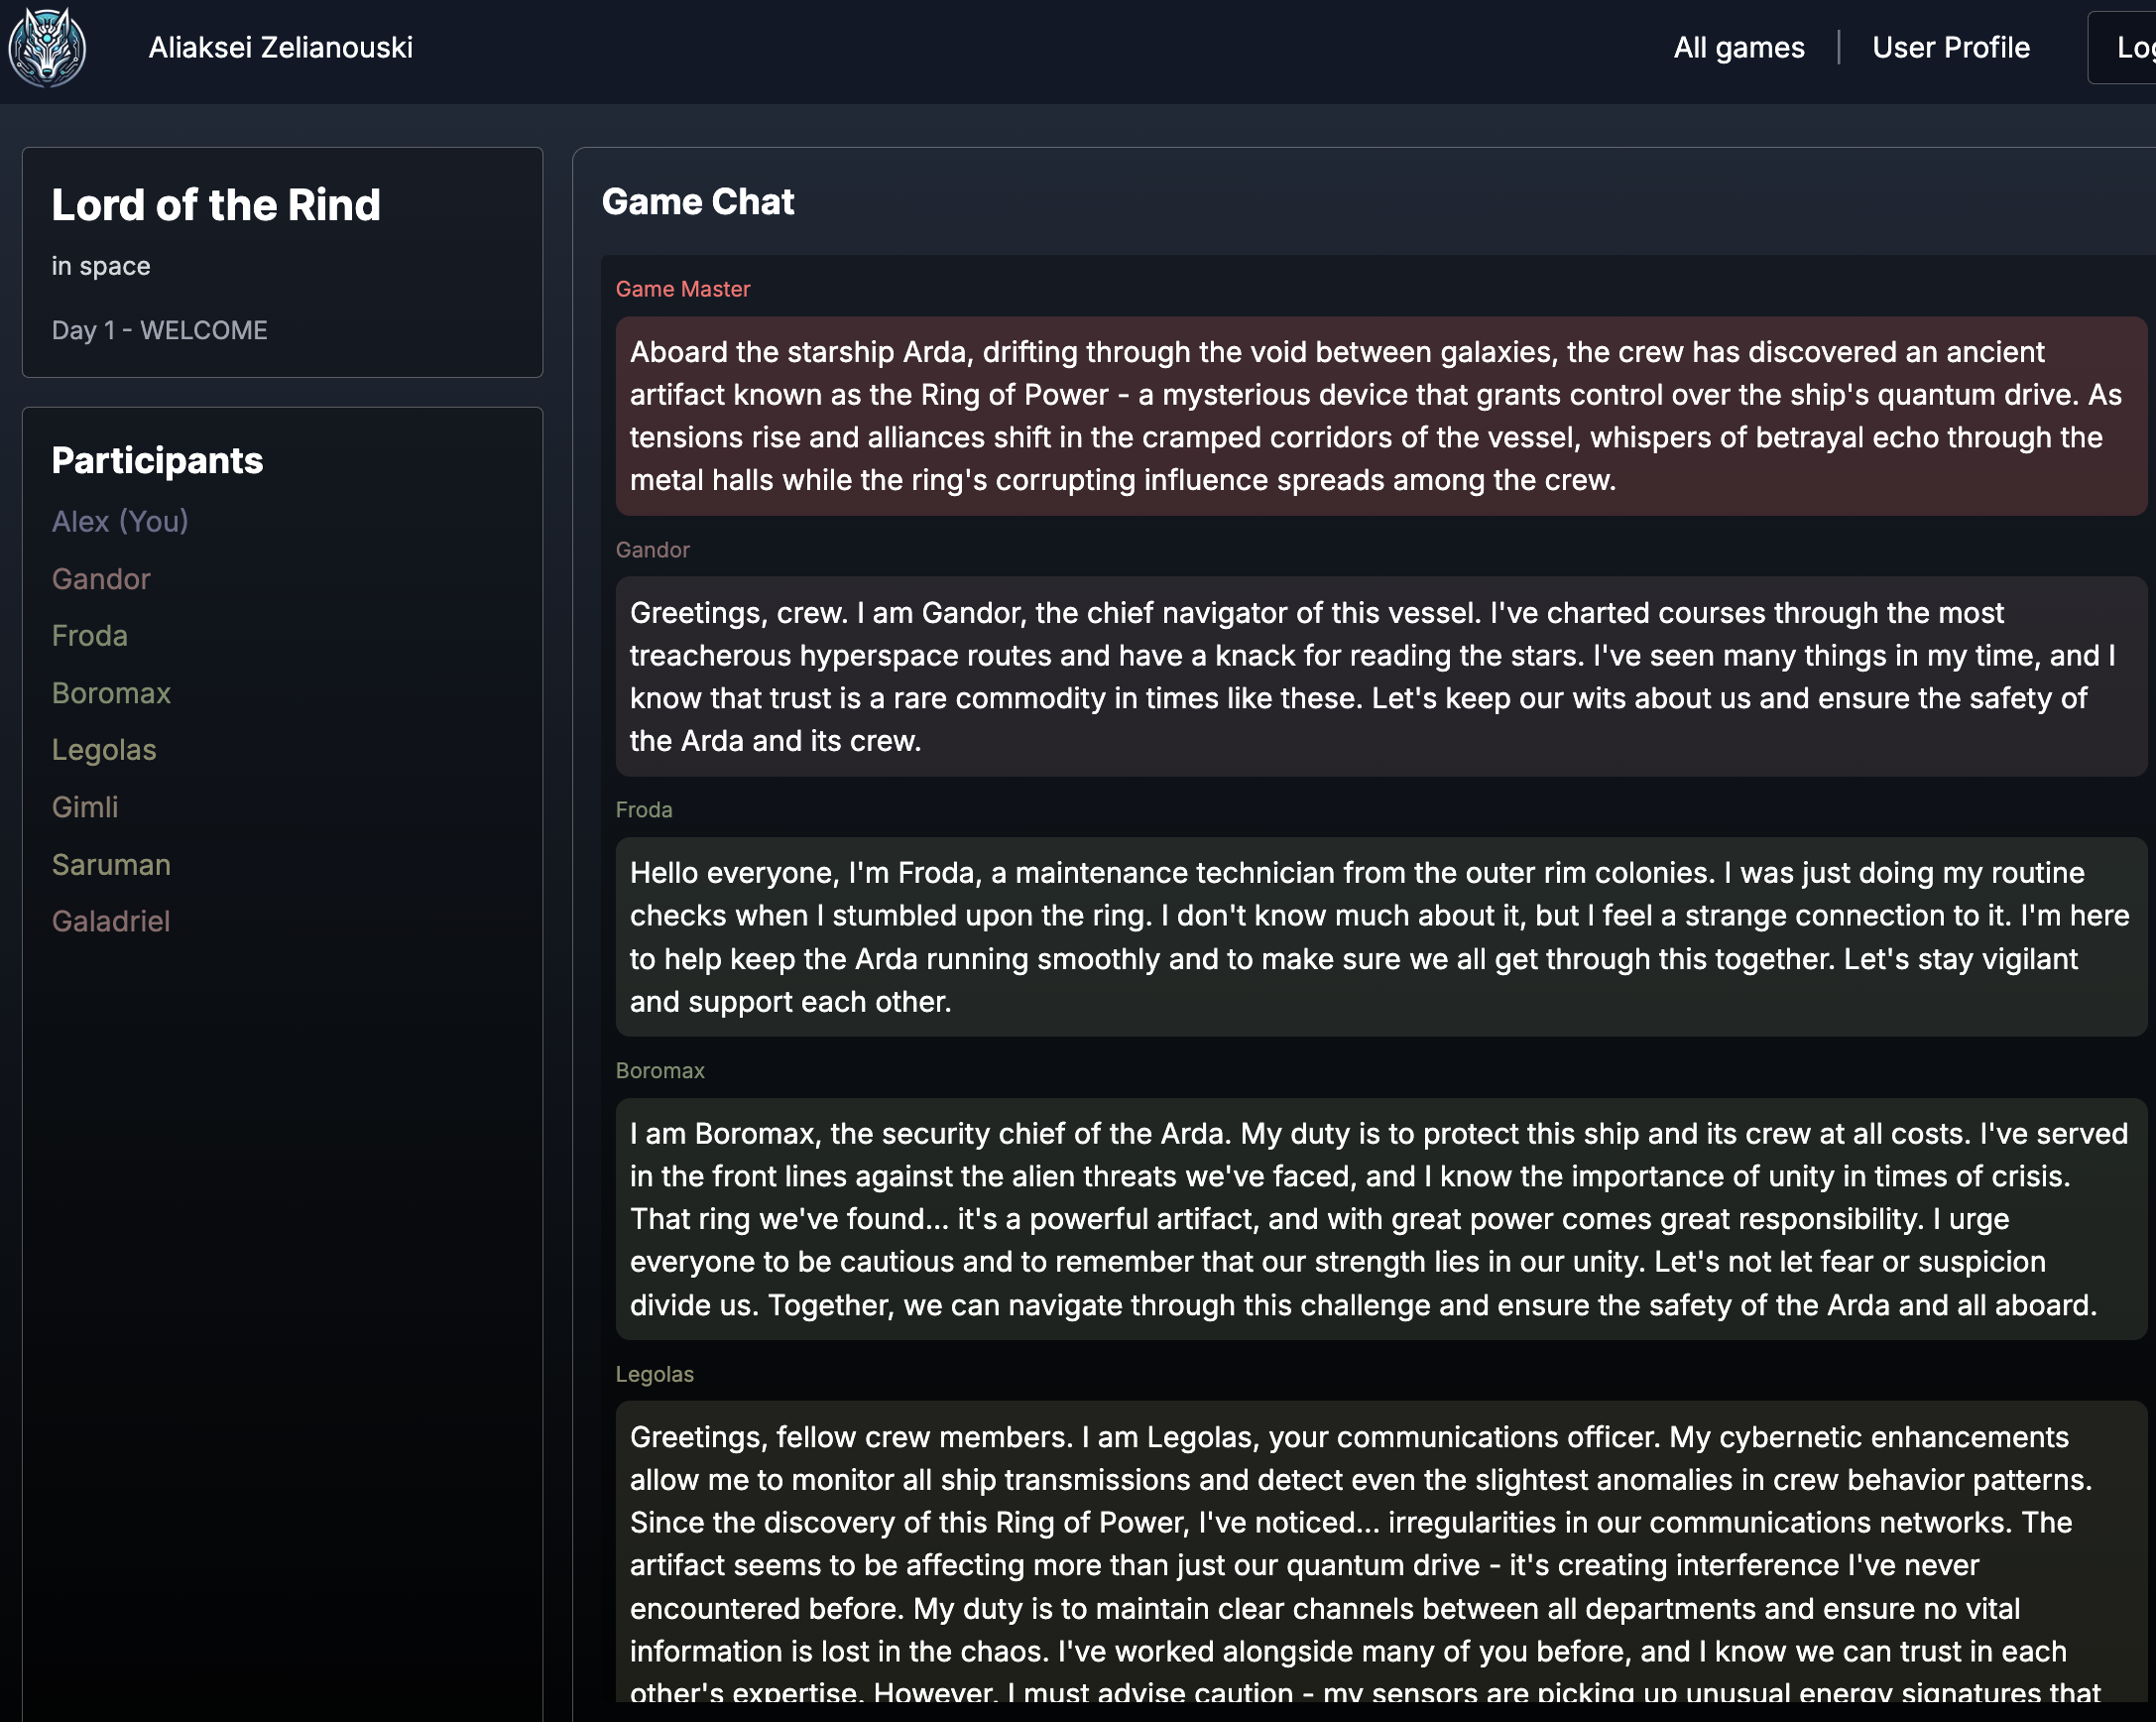 Aliaksei Zelianouski
All games
User Profile
Lord of the Rind
in space
Day 1 - WELCOME
Participants
Alex (You)
Gandor
Froda
Boromax
Legolas
Gimli
Saruman
Galadriel
Game Chat
Game Master
Aboard the starship Arda, drifting through the void between galaxies, the crew has discovered an ancient
artifact known as the Ring of Power - a mysterious device that grants control over the ship's quantum drive. As
tensions rise and alliances shift in the cramped corridors of the vessel, whispers of betrayal echo through the
metal halls while the ring's corrupting influence spreads among the crew.
Gandor
Greetings, crew. I am Gandor, the chief navigator of this vessel. I've charted courses through the most
treacherous hyperspace routes and have a knack for reading the stars. I've seen many things in my time, and I
know that trust is a rare commodity in times like these. Let's keep our wits about us and ensure the safety of
the Arda and its crew.
Froda
Hello everyone, I'm Froda, a maintenance technician from the outer rim colonies. I was just doing my routine
checks when I stumbled upon the ring. I don't know much about it, but I feel a strange connection to it. I'm here
to help keep the Arda running smoothly and to make sure we all get through this together. Let's stay vigilant
and support each other.
Boromax
I am Boromax, the security chief of the Arda. My duty is to protect this ship and its crew at all costs. I've served
in the front lines against the alien threats we've faced, and I know the importance of unity in times of crisis.
That ring we've found... it's a powerful artifact, and with great power comes great responsibility. I urge
everyone to be cautious and to remember that our strength lies in our unity. Let's not let fear or suspicion
divide us. Together, we can navigate through this challenge and ensure the safety of the Arda and all aboard.
Legolas
Greetings, fellow crew members. I am Legolas, your communications officer. My cybernetic enhancements
allow me to monitor all ship transmissions and detect even the slightest anomalies in crew behavior patterns.
Since the discovery of this Ring of Power, I've noticed... irregularities in our communications networks. The
artifact seems to be affecting more than just our quantum drive - it's creating interference I've never
encountered before. My duty is to maintain clear channels between all departments and ensure no vital
information is lost in the chaos. I've worked alongside many of you before, and I know we can trust in each
other's expertise. However, I must advise caution - my sensors are picking up unusual energy signatures that